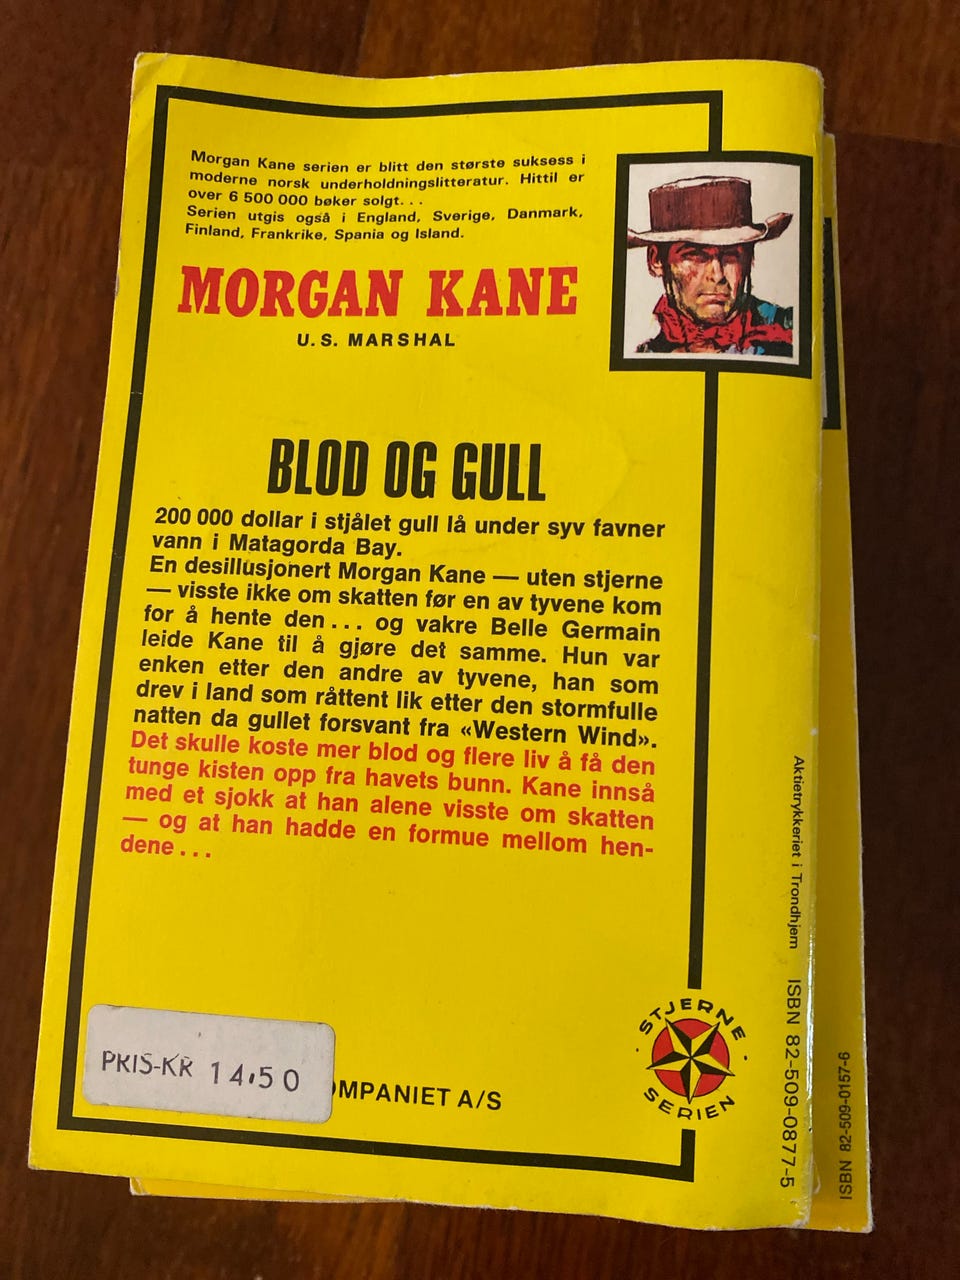 Morgan Kane serien er blitt den største suksess i
moderne norsk underholdningslitteratur. Hittil er
over 6 500 000 bøker solgt. . .
Serien utgis også i England, Sverige, Danmark,
Finland, Frankrike, Spania og Island.
MORGAN KANE
U.S. MARSHAL
BLOD OG GULL
200 000 dollar i stjålet gull lå under syv favner
vann i Matagorda Bay.
En desillusjonert Morgan Kane — uten stjerne
— visste ikke om skatten før en av tyvene kom
for å hente den ... og vakre Belle Germain
leide Kane til å gjøre det samme. Hun var
enken etter den andre av tyvene, han som
drev i land som råttent lik etter den stormfulle
natten da gullet forsvant fra «Western Wind».
Det skulle koste mer blod og flere liv å få den
tunge kisten opp fra havets bunn. Kane innså
med et sjokk at han alene visste om skatten
— og at han hadde en formue mellom hen-
dene ...
PRIS-KR 14.50
OMPANIET A/S
STJERNE
SERIEN
Aktietrykkeriet i Trondhjem
ISBN 82-509-0877-5
ISBN 82-509-0157-6